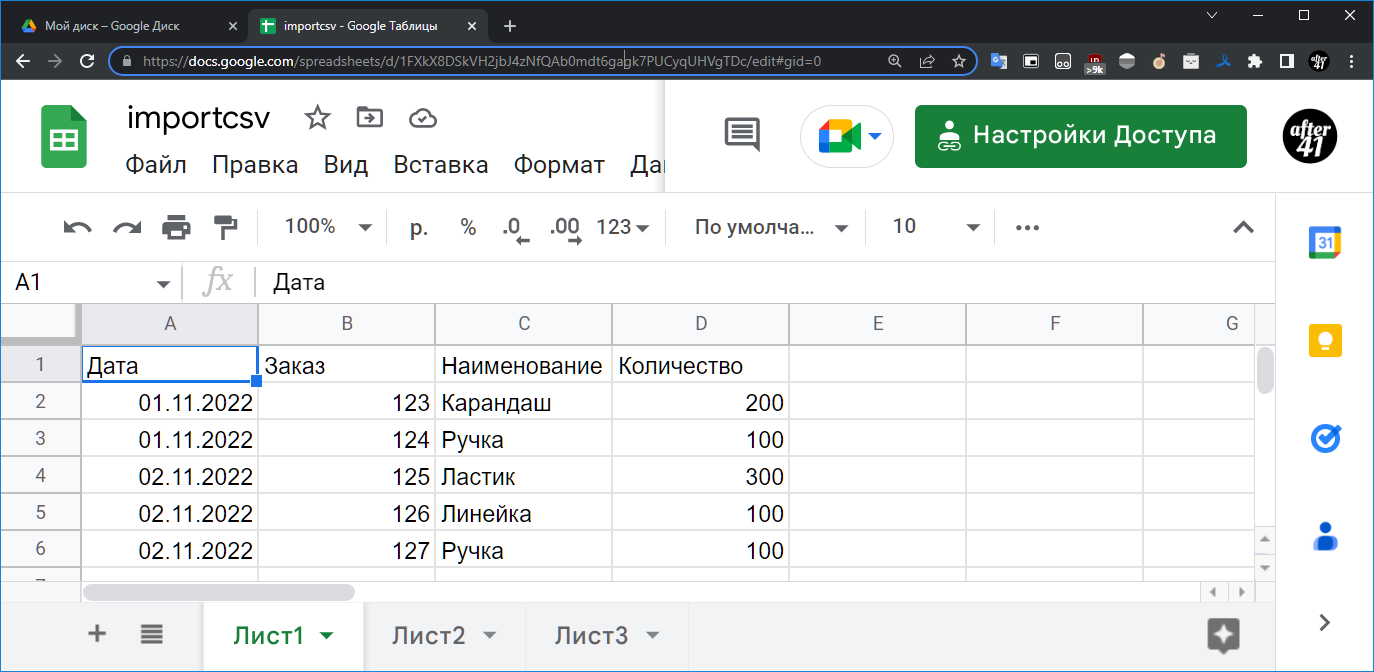 Мой диск – Google Диск
importcsv - Google Таблицы
https://docs.google.com/spreadsheets/d/1FXkX8DSkVH2jbJ4zNfQAb0mdt6gagk7PUCyqUHVgTDc/edit#gid=0
>9k
after 41
importcsv
Файл Правка Вид Вставка Формат Да
Настройки Доступа
after
41
100% р. % .0 .00 123 По умолча... 10
31
A1 fx Дата
A B C D E F G
1 Дата Заказ Наименование Количество
2 01.11.2022 123 Карандаш 200
3 01.11.2022 124 Ручка 100
4 02.11.2022 125 Ластик 300
5 02.11.2022 126 Линейка 100
6 02.11.2022 127 Ручка 100
Лист1 Лист2 Лист3